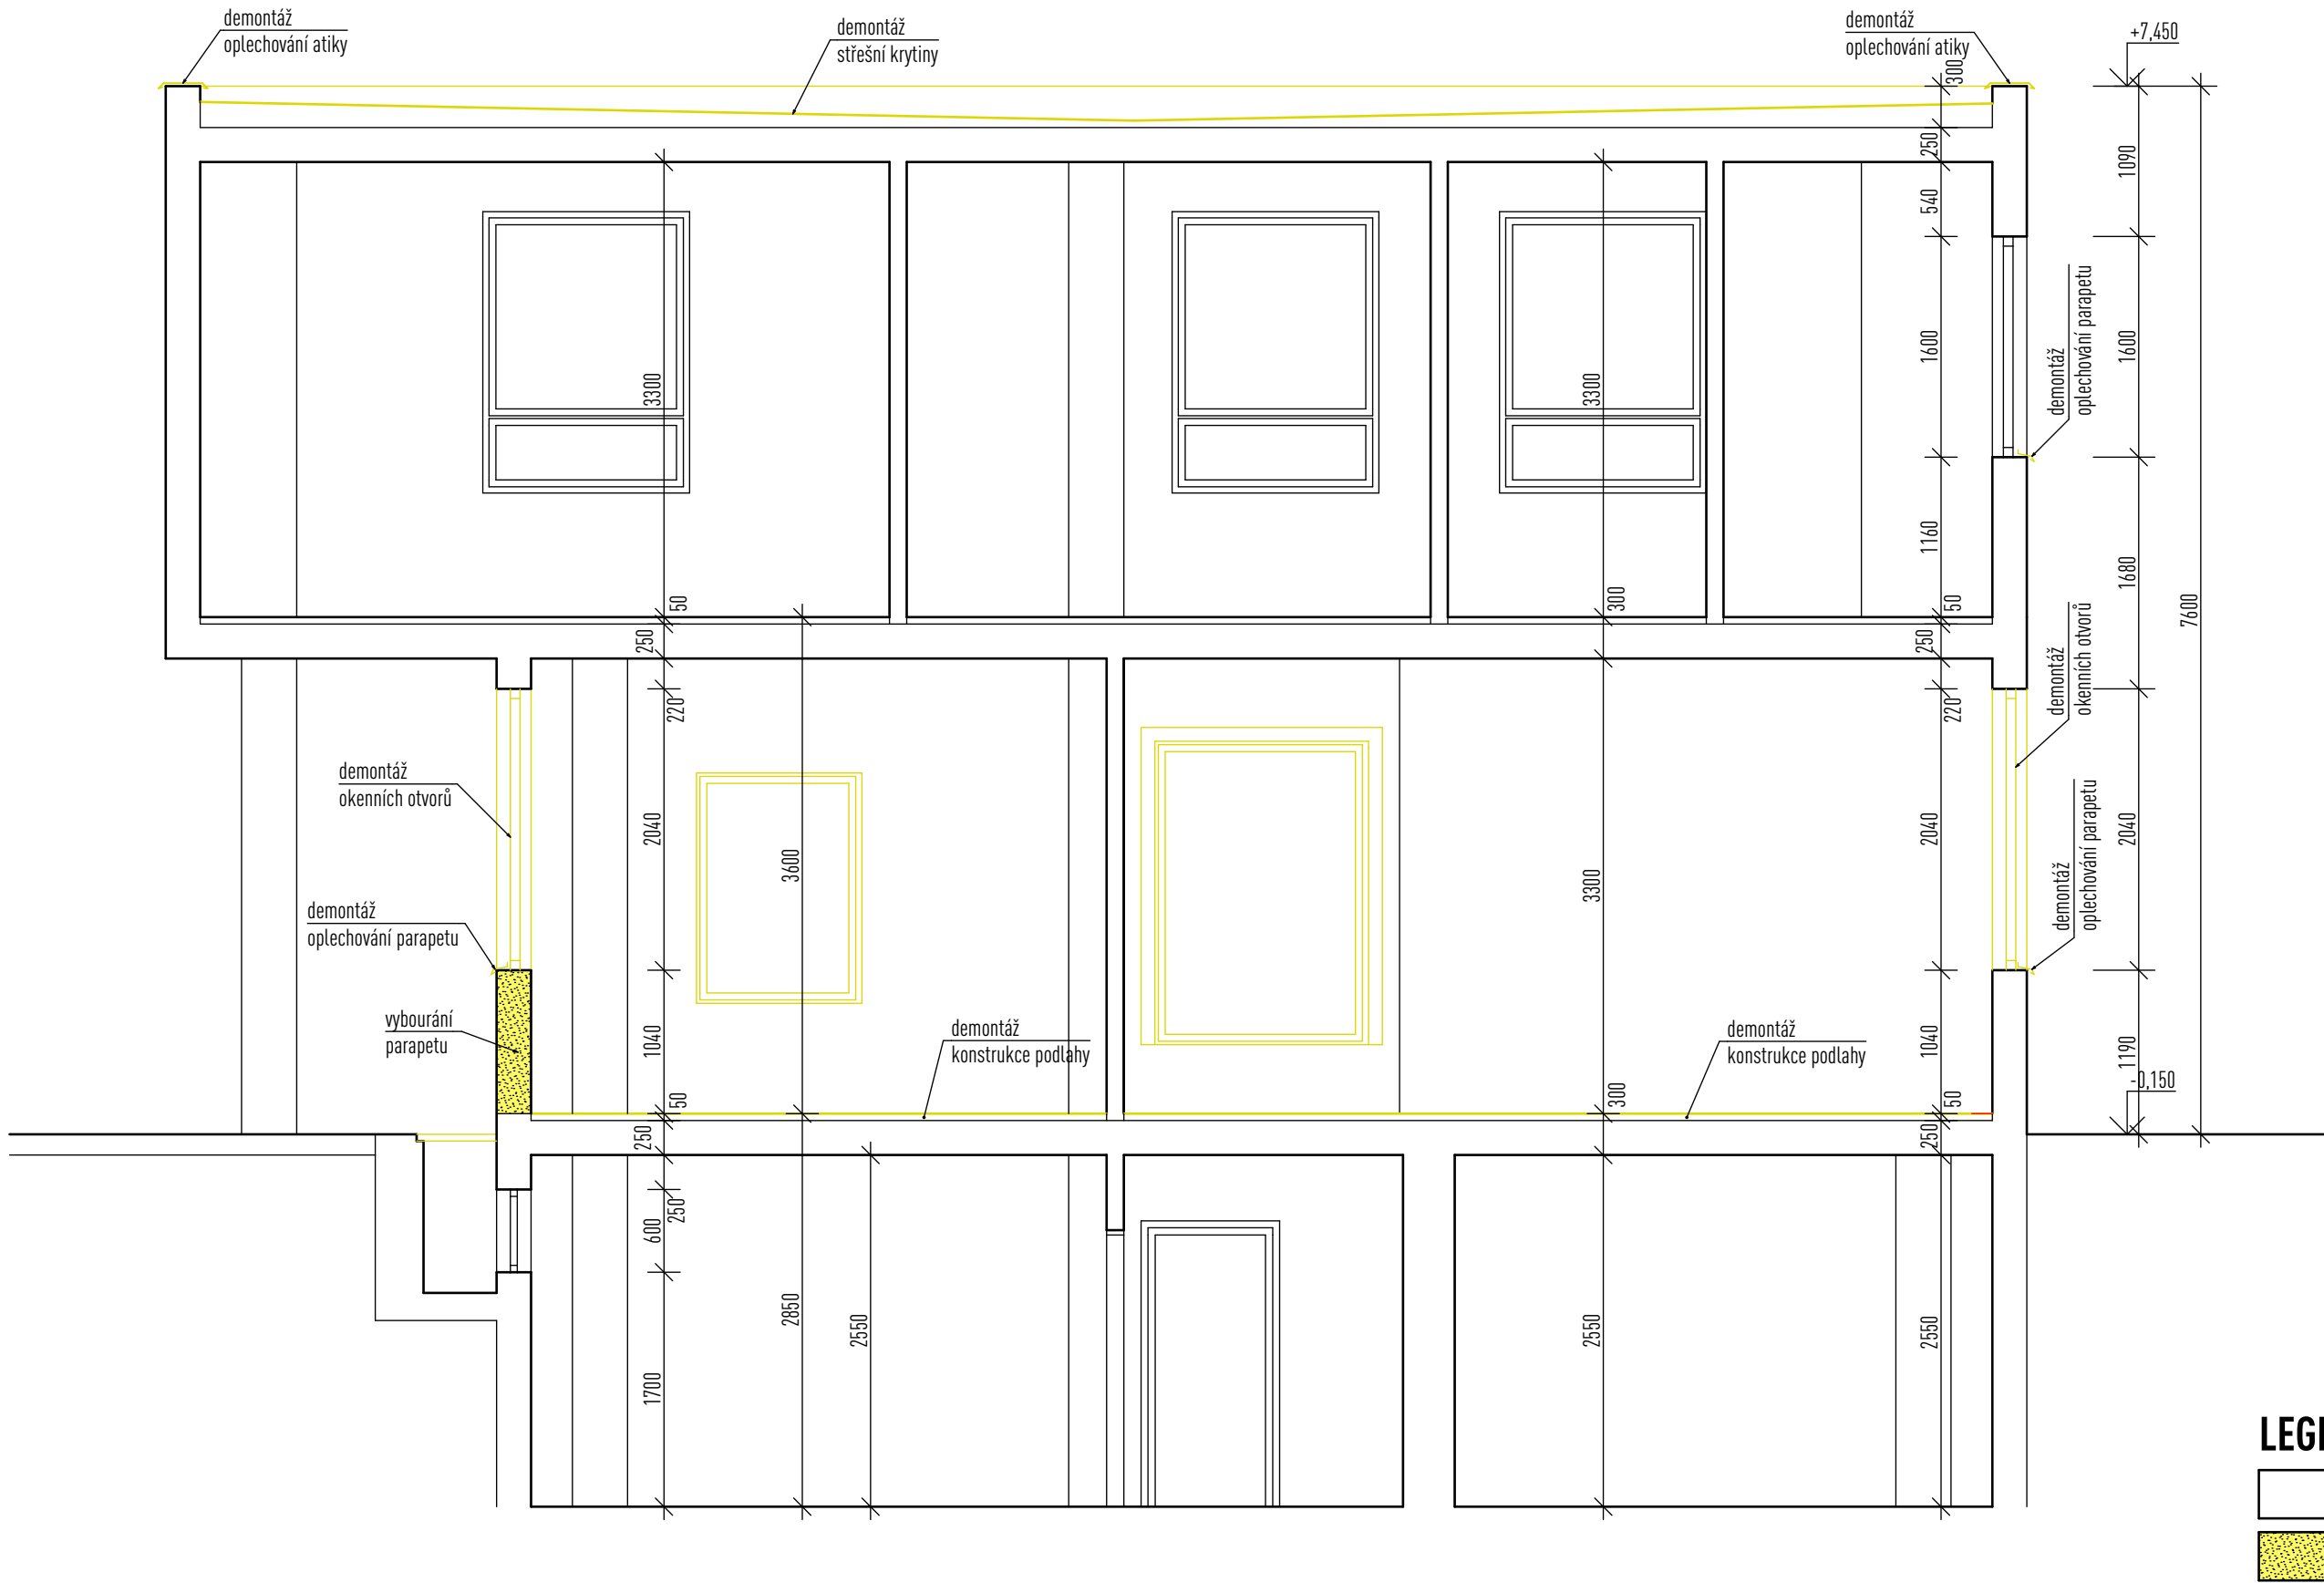 demontáž
oplechování atiky
demontáž
střešní krytiny
demontáž
oplechování atiky
+7,450
300
250
540
1090
3300
3300
1600
1600
demontáž
oplechování parapetu
1160
1680
50
250
300
50
250
7600
demontáž
okenních otvorů
220
220
demontáž
okenních otvorů
2040
3600
3300
2040
2040
demontáž
oplechování parapetu
demontáž
oplechování parapetu
vybourání
parapetu
1040
demontáž
konstrukce podlahy
demontáž
konstrukce podlahy
1040
1190
-0,150
50
250
300
50
250
250
600
2850
2550
2550
2550
1700